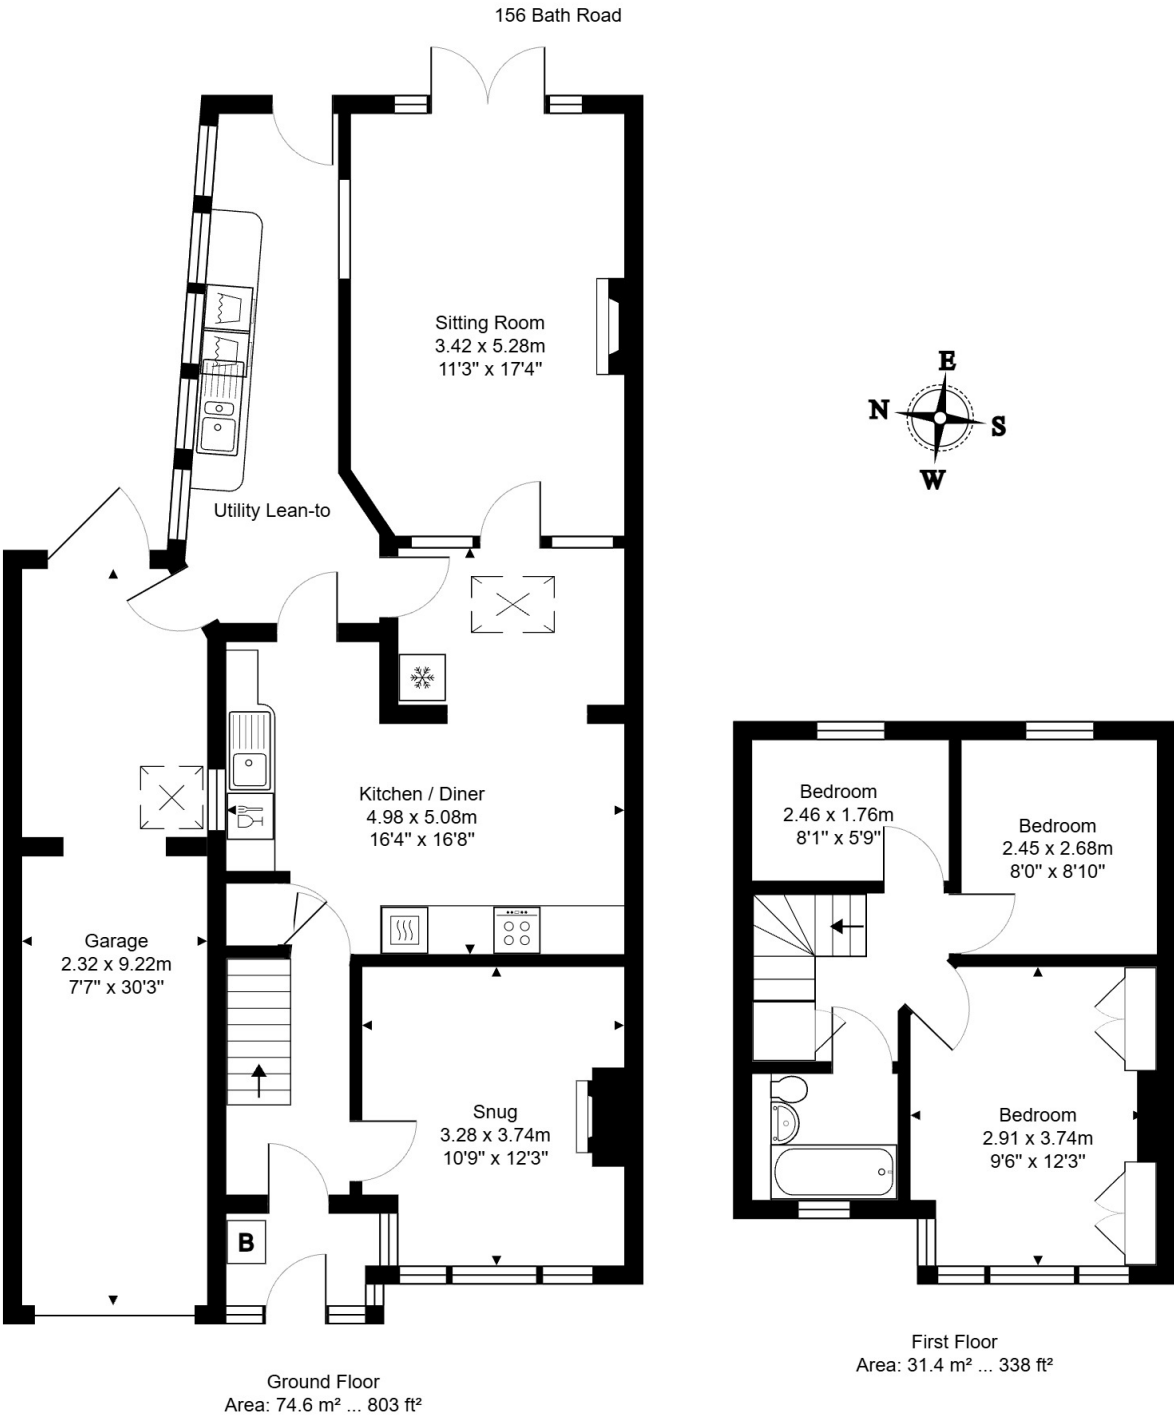 156 Bath Road
Sitting Room
3.42 x 5.28m
11'3" x 17'4"
E
N
S
W
Utility Lean-to
Kitchen / Diner
4.98 x 5.08m
16'4" x 16'8"
Bedroom
2.46 x 1.76m
8'1" x 5'9"
Bedroom
2.45 x 2.68m
8'0" x 8'10"
Garage
2.32 x 9.22m
7'7" x 30'3"
Snug
3.28 x 3.74m
10'9" x 12'3"
Bedroom
2.91 x 3.74m
9'6" x 12'3"
B
First Floor
Area: 31.4 m² ... 338 ft²
Ground Floor
Area: 74.6 m² ... 803 ft²